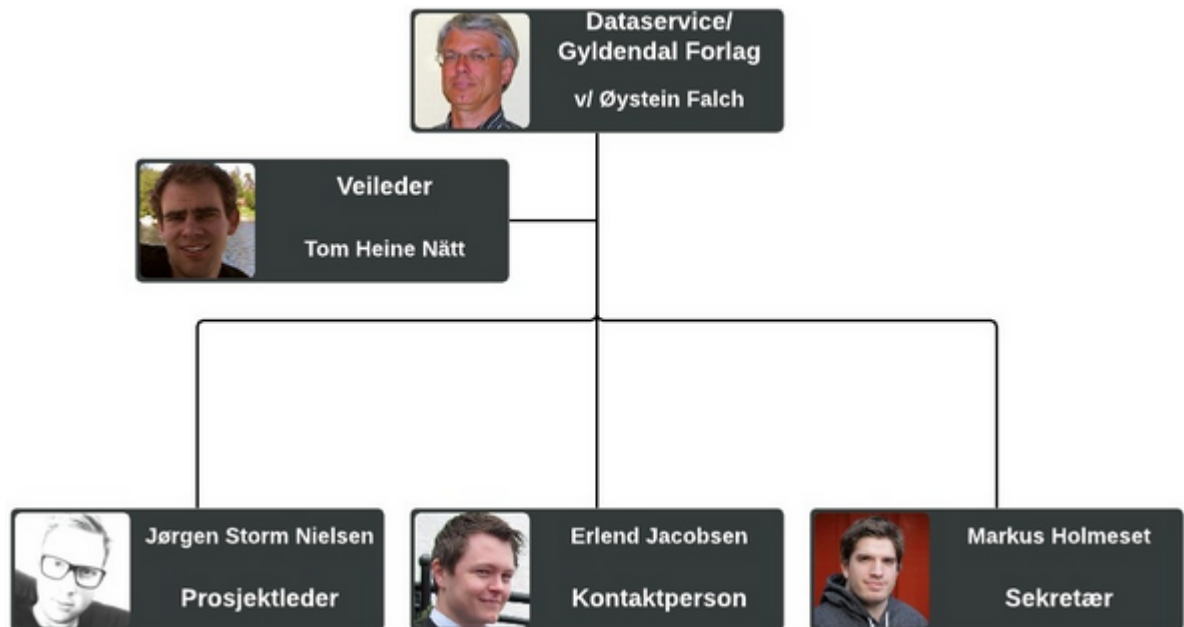 Dataservice/
Gyldendal Forlag
v/ Øystein Falch
Veileder
Tom Heine Nätt
Jørgen Storm Nielsen
Prosjektleder
Erlend Jacobsen
Kontaktperson
Markus Holmeset
Sekretær